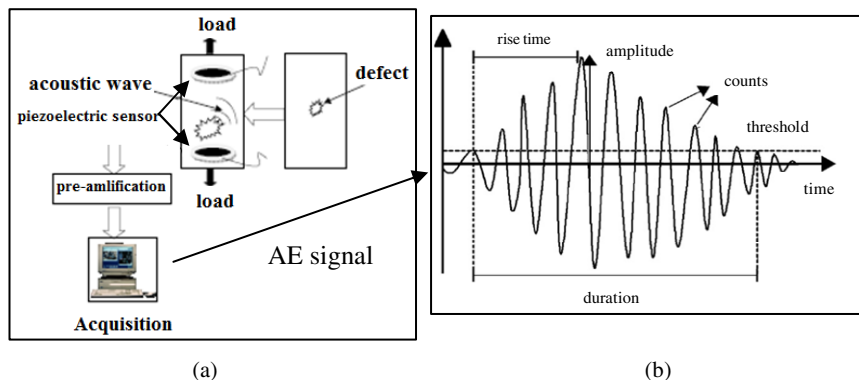 load
acoustic wave
piezoelectric sensor
defect
load
pre-amlification
AE signal
Acquisition
(a)
rise time
amplitude
counts
threshold
time
duration
(b)